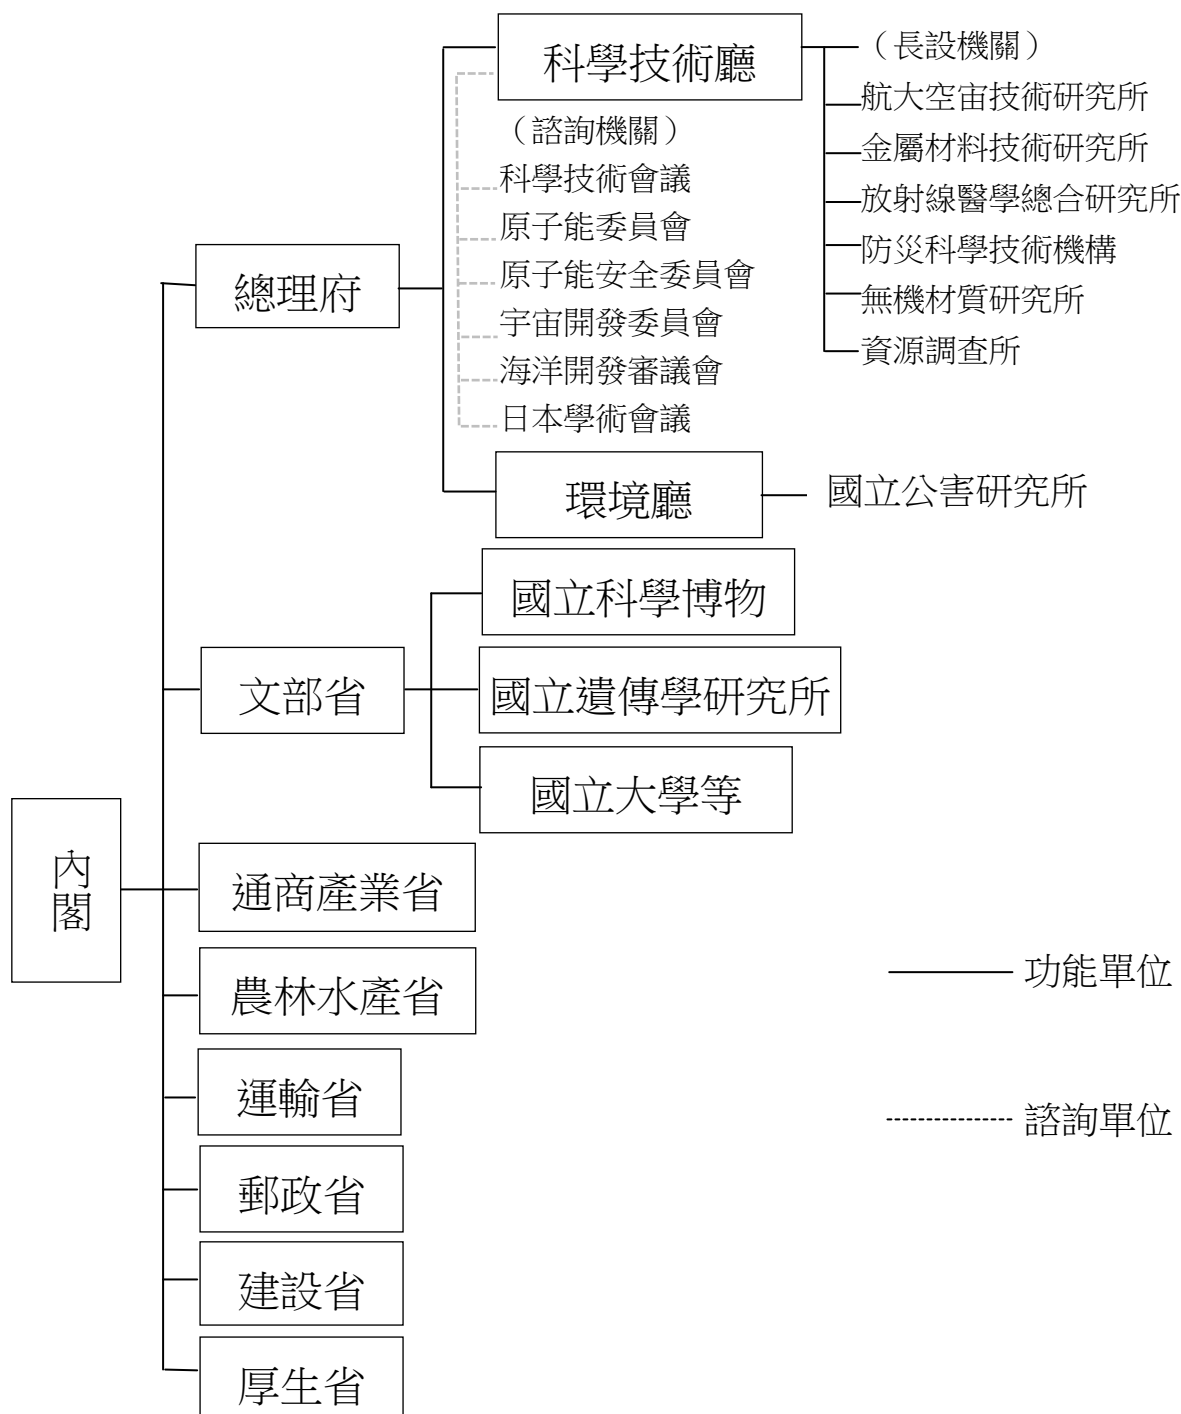 科學技術廳
（諮詢機關）
科學技術會議
原子能委員會
原子能安全委員會
宇宙開發委員會
海洋開發審議會
日本學術會議
（長設機關）
航大空宙技術研究所
金屬材料技術研究所
放射線醫學總合研究所
防災科學技術機構
無機材質研究所
資源調查所
總理府
環境廳
國立公害研究所
國立科學博物
文部省
國立遺傳學研究所
國立大學等
內閣
通商產業省
農林水產省
運輸省
郵政省
建設省
厚生省
功能單位
諮詢單位